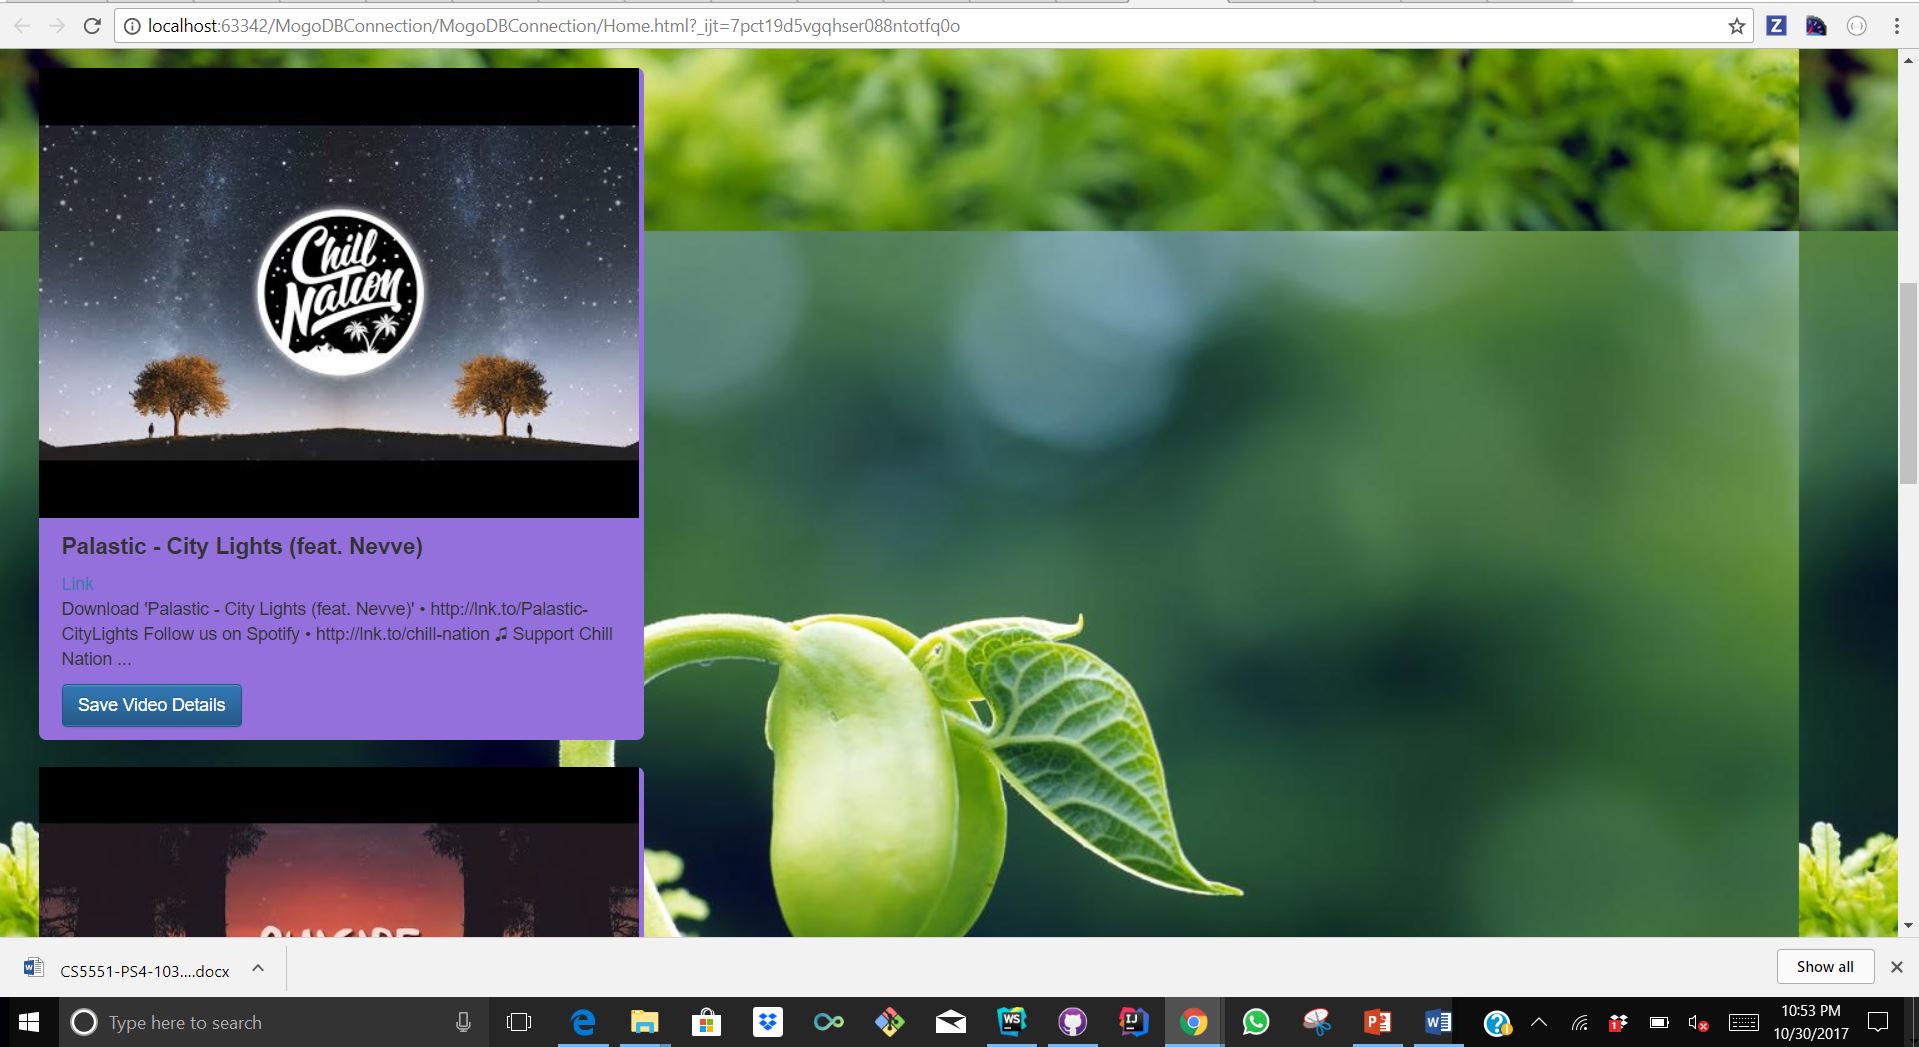 localhost:63342/MogoDBConnection/MogoDBConnection/Home.html?_ijt=7pct19d5vgqhser088ntotfq0o
Z
Chill
Nation
Palastic - City Lights (feat. Nevve)
Link
Download 'Palastic - City Lights (feat. Nevve)' • http://lnk.to/Palastic-
CityLights Follow us on Spotify • http://lnk.to/chill-nation ♫ Support Chill
Nation ...
Save Video Details
CS5551-PS4-103....docx
Show all
Type here to search
WS
IJ
P
W
?
1
10:53 PM
10/30/2017